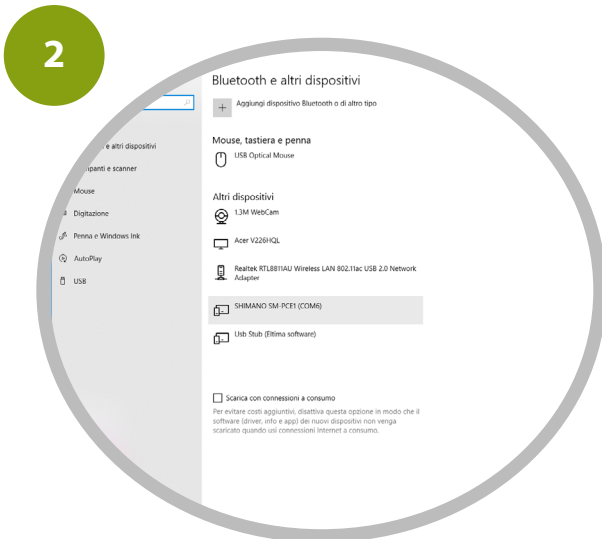 2
Bluetooth e altri dispositivi
Aggiungi dispositivo Bluetooth o di altro tipo
Mouse, tastiera e penna
USB Optical Mouse
e altri dispositivi
e scanner
Mouse
Digitazione
Penna e Windows Ink
AutoPlay
USB
Altri dispositivi
1.3M WebCam
Acer V226HQL
Realtek RTL8811AU Wireless LAN 802.11ac USB 2.0 Network
Adapter
SHIMANO SM-PCE1 (COM6)
Usb Stub (Eltima software)
Scarica con connessioni a consumo
Per evitare costi aggiuntivi, disattiva questa opzione in modo che il
software (driver, info e app) dei nuovi dispositivi non venga
scaricato quando usi connessioni Internet a consumo.